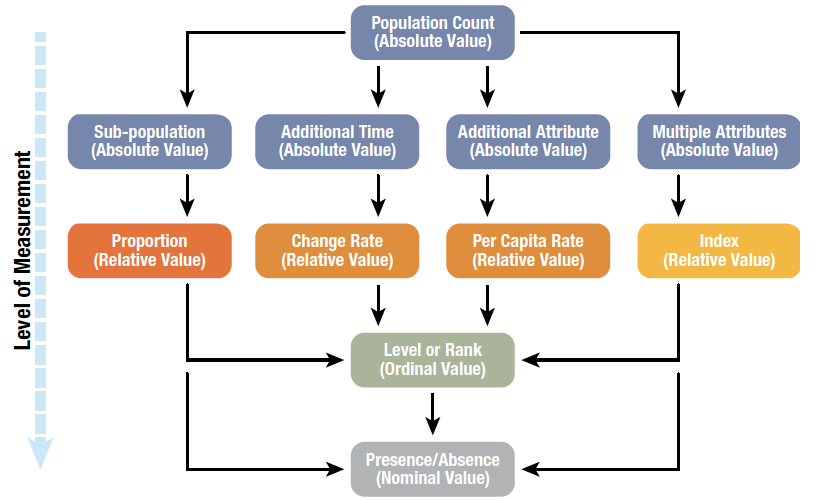 Population Count
(Absolute Value)
Sub-population
(Absolute Value)
Additional Time
(Absolute Value)
Additional Attribute
(Absolute Value)
Multiple Attributes
(Absolute Value)
Level of Measurement
Proportion
(Relative Value)
Change Rate
(Relative Value)
Per Capita Rate
(Relative Value)
Index
(Relative Value)
Level or Rank
(Ordinal Value)
Presence/Absence
(Nominal Value)